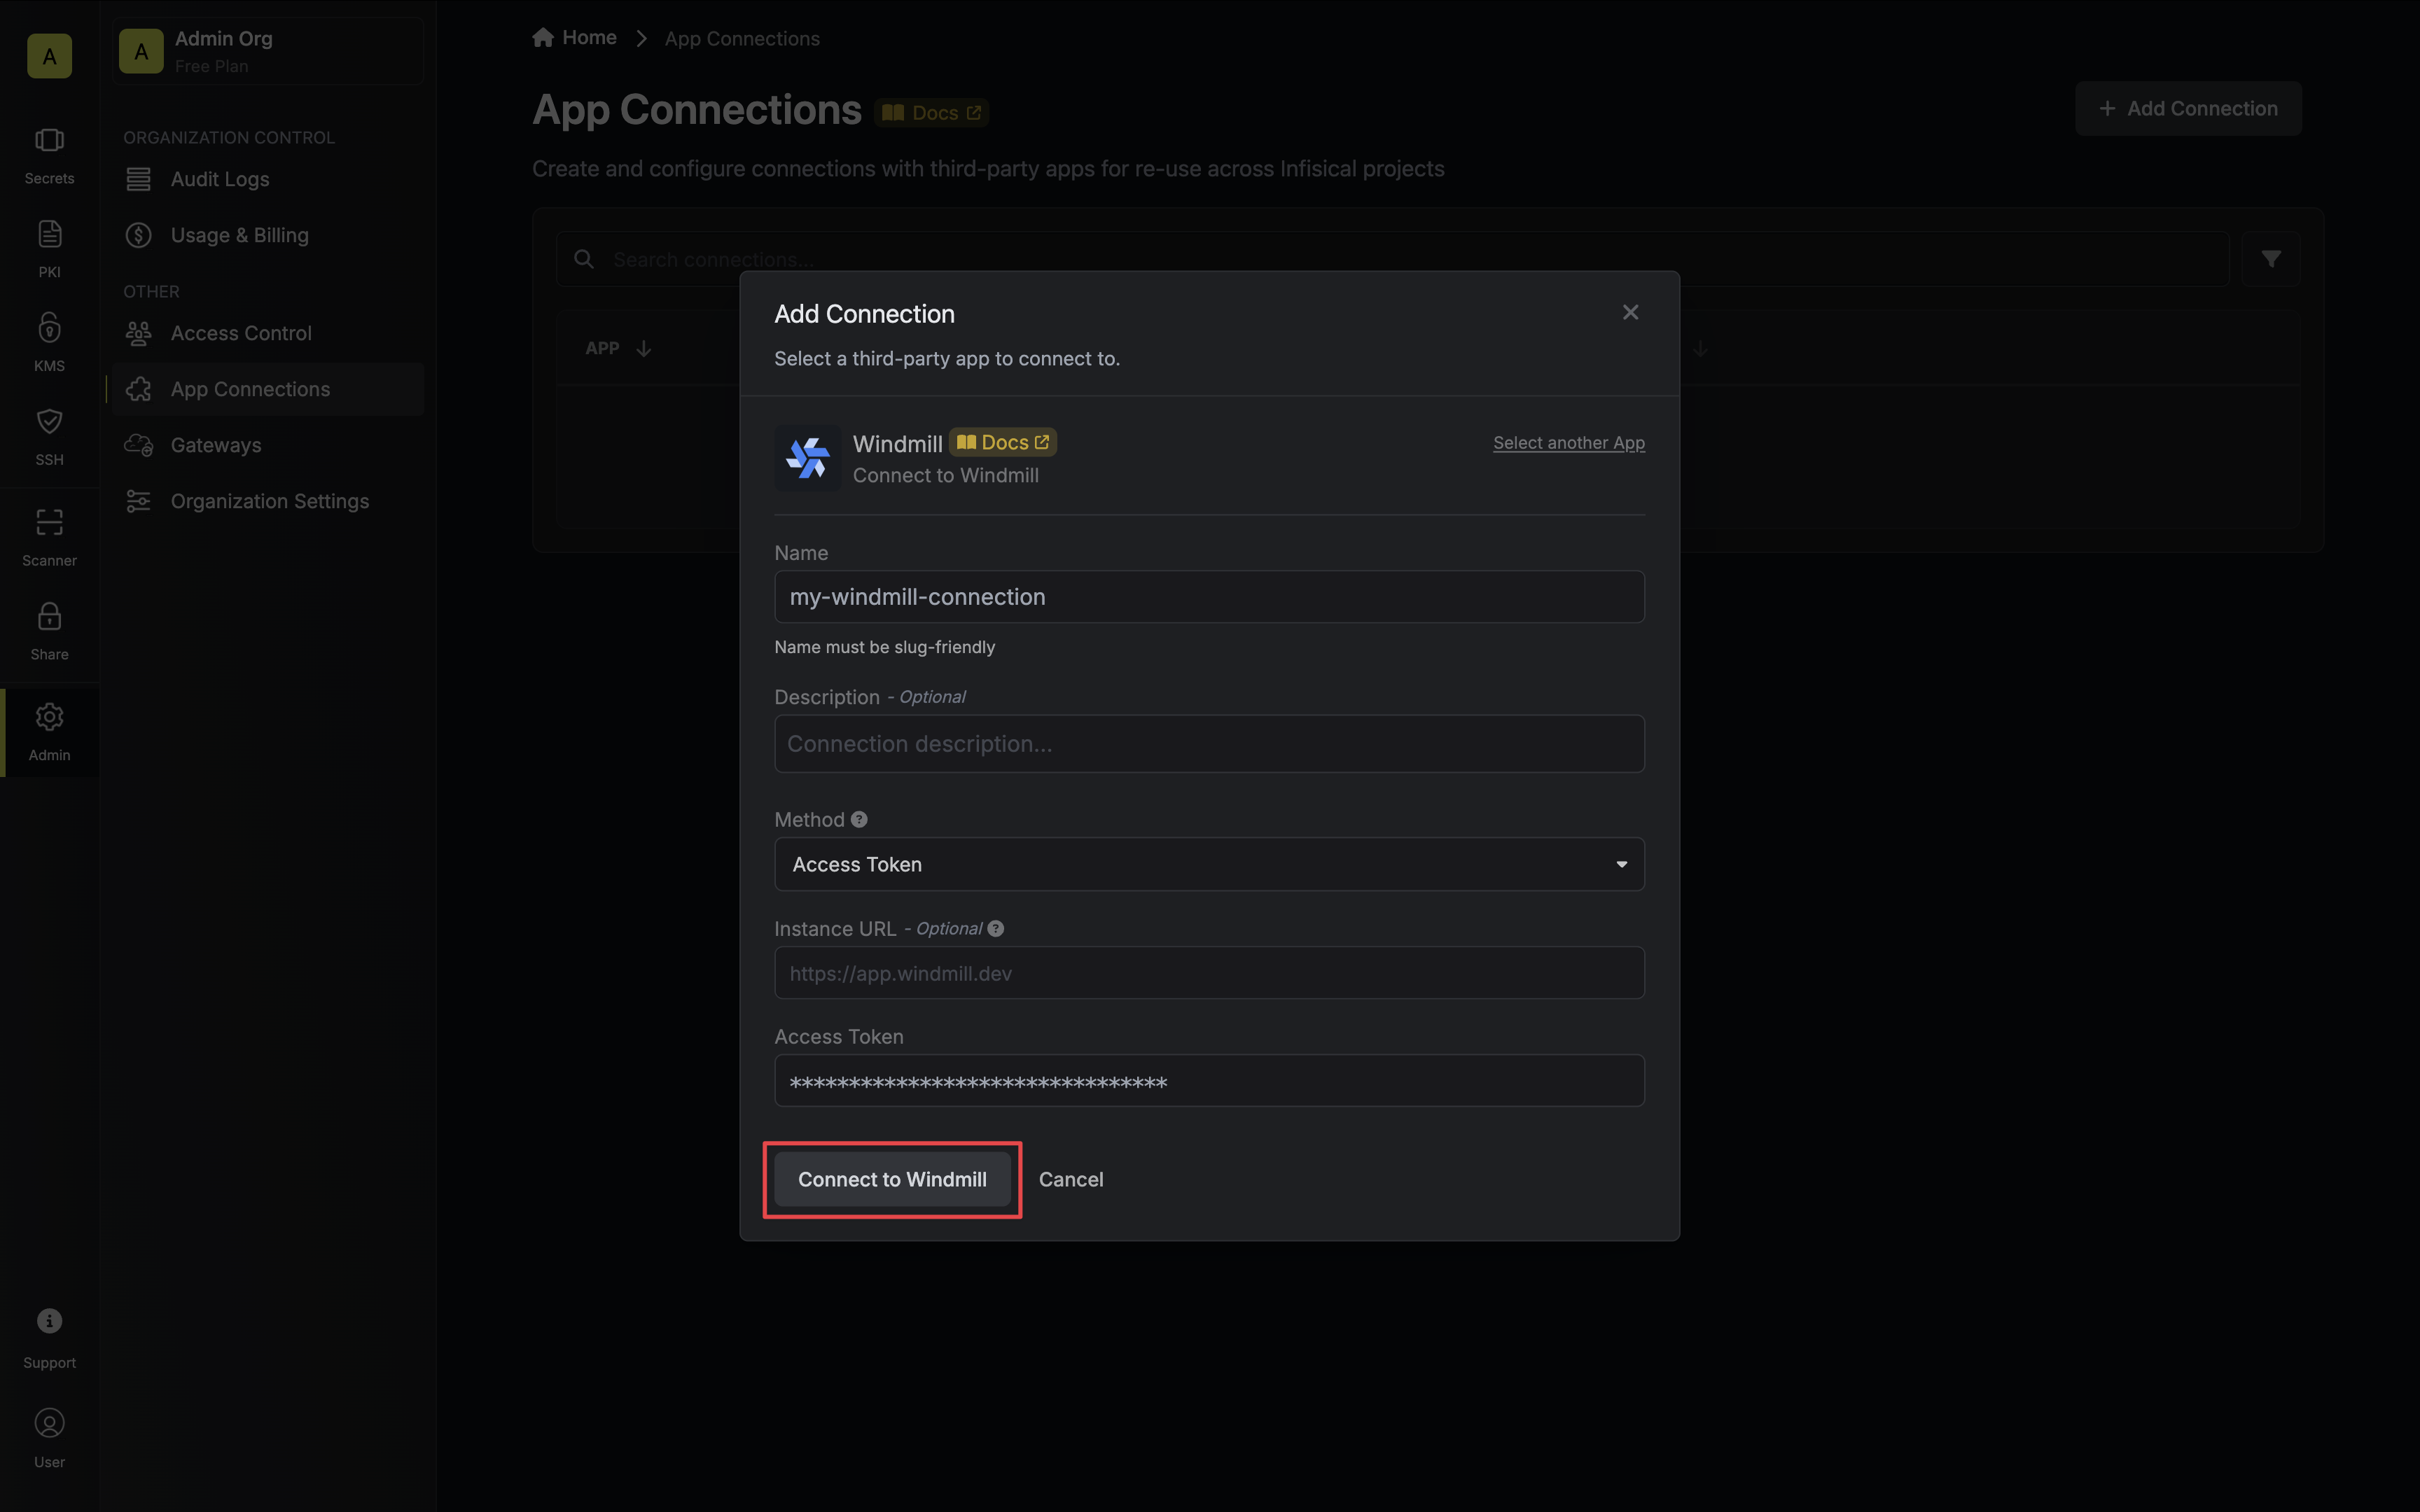 A
Secrets
PKI
KMS
SSH
Scanner
Share
Admin
Support
User
A
Admin Org
Free Plan
ORGANIZATION CONTROL
Audit Logs
Usage & Billing
OTHER
Access Control
App Connections
Gateways
Organization Settings
Home
App Connections
App Connections
Docs
Add Connection
Create and configure connections with third-party apps for re-use across Infisical projects
Search connections...
APP
Add Connection
Select a third-party app to connect to.
Windmill
Docs
Select another App
Connect to Windmill
Name
my-windmill-connection
Name must be slug-friendly
Description - Optional
Connection description...
Method
Access Token
Instance URL - Optional
https://app.windmill.dev
Access Token
********************************
Connect to Windmill
Cancel